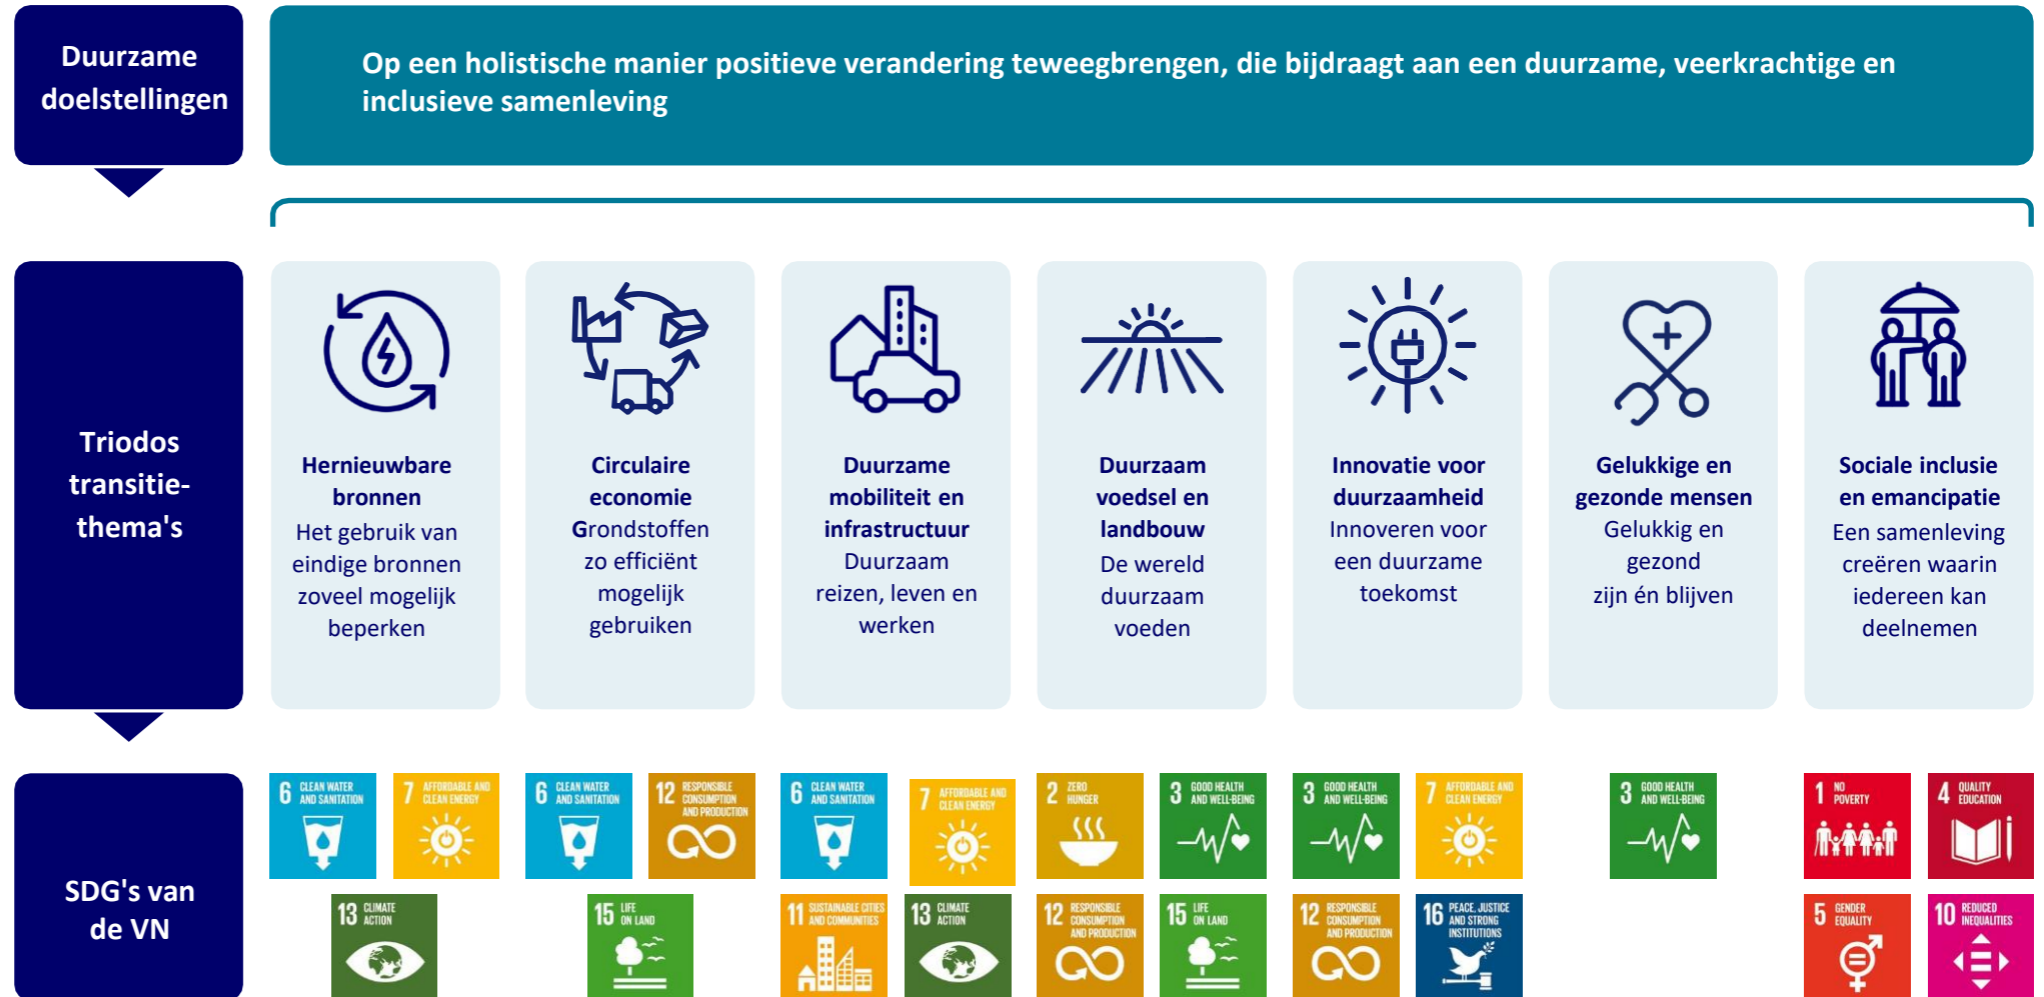 Duurzame
doelstellingen
Op een holistische manier positieve verandering teweegbrengen, die bijdraagt aan een duurzame, veerkrachtige en
inclusieve samenleving
Triodos
transitie-
thema's
Hernieuwbare
bronnen
Het gebruik van
eindige bronnen
zoveel mogelijk
beperken
Circulaire
economie
Grondstoffen
zo efficiënt
mogelijk
gebruiken
Duurzame
mobiliteit en
infrastructuur
Duurzaam
reizen, leven en
werken
Duurzaam
voedsel en
landbouw
De wereld
duurzaam
voeden
Innovatie voor
duurzaamheid
Innoveren voor
een duurzame
toekomst
Gelukkige en
gezonde mensen
Gelukkig en
gezond
zijn én blijven
Sociale inclusie
en emancipatie
Een samenleving
creëren waarin
iedereen kan
deelnemen
SDG's van
de VN
6 CLEAN WATER
AND SANITATION
7 AFFORDABLE AND
CLEAN ENERGY
13 CLIMATE
ACTION
6 CLEAN WATER
AND SANITATION
12 RESPONSIBLE
CONSUMPTION
AND PRODUCTION
15 LIFE
ON LAND
6 CLEAN WATER
AND SANITATION
7 AFFORDABLE AND
CLEAN ENERGY
11 SUSTAINABLE CITIES
AND COMMUNITIES
13 CLIMATE
ACTION
2 ZERO
HUNGER
3 GOOD HEALTH
AND WELL-BEING
12 RESPONSIBLE
CONSUMPTION
AND PRODUCTION
15 LIFE
ON LAND
3 GOOD HEALTH
AND WELL-BEING
7 AFFORDABLE AND
CLEAN ENERGY
12 RESPONSIBLE
CONSUMPTION
AND PRODUCTION
16 PEACE, JUSTICE
AND STRONG
INSTITUTIONS
3 GOOD HEALTH
AND WELL-BEING
1 NO
POVERTY
4 QUALITY
EDUCATION
5 GENDER
EQUALITY
10 REDUCED
INEQUALITIES